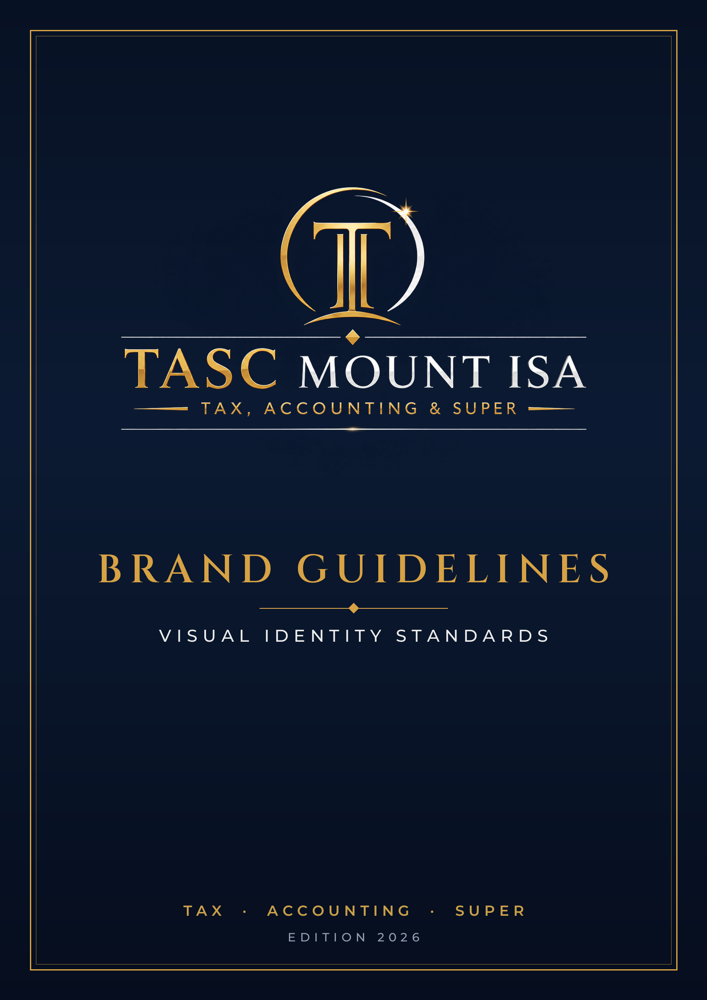 TASC MOUNT ISA
TAX, ACCOUNTING & SUPER
BRAND GUIDELINES
VISUAL IDENTITY STANDARDS
TAX · ACCOUNTING · SUPER
EDITION 2026